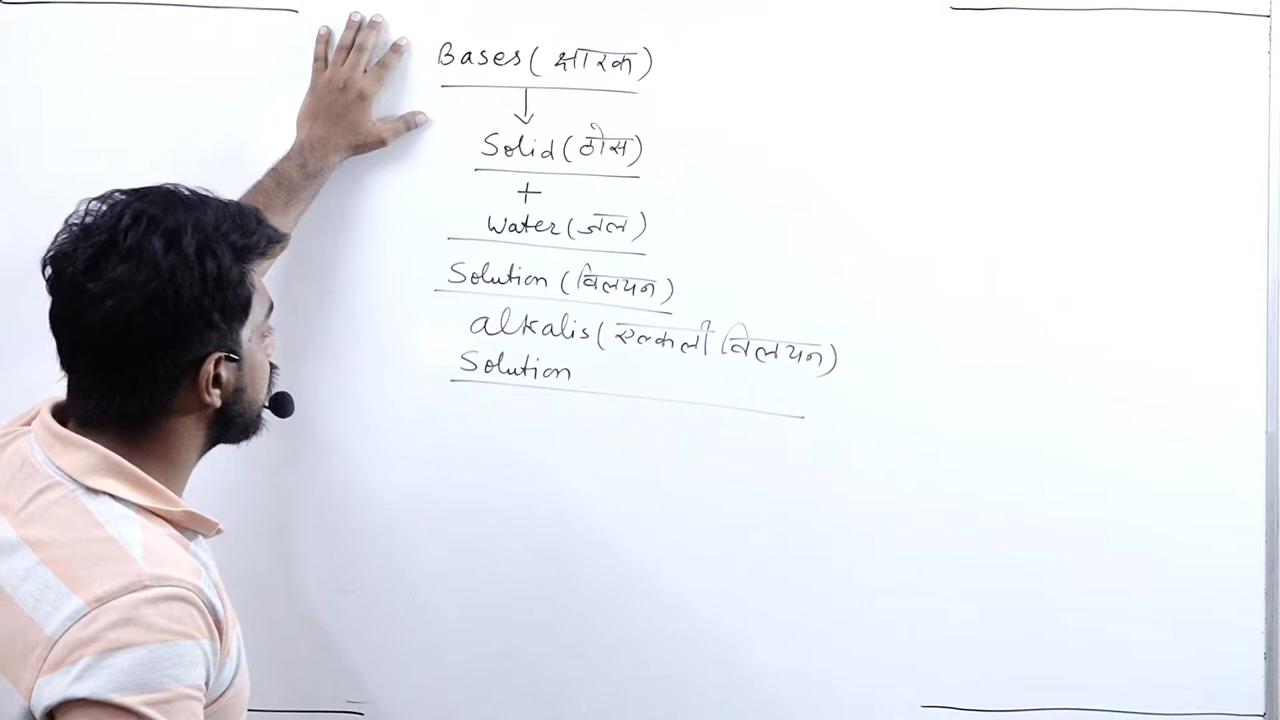 Bases (क्षारक)
↓
Solid (ठोस)
+
Water (जल)
Solution (विलयन)
alkalis (एल्कली विलयन)
Solution